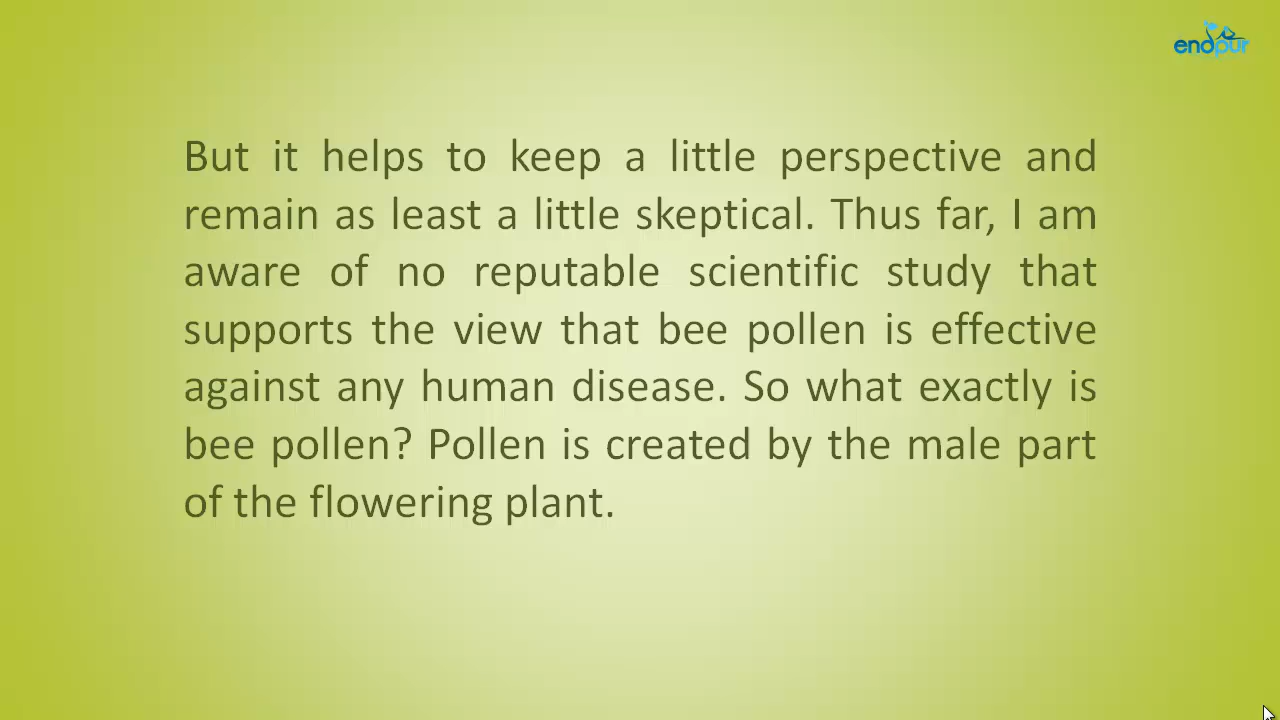 endpur
But it helps to keep a little perspective and
remain as least a little skeptical. Thus far, I am
aware of no reputable scientific study that
supports the view that bee pollen is effective
against any human disease. So what exactly is
bee pollen? Pollen is created by the male part
of the flowering plant.